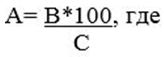 А= В*100, где
С